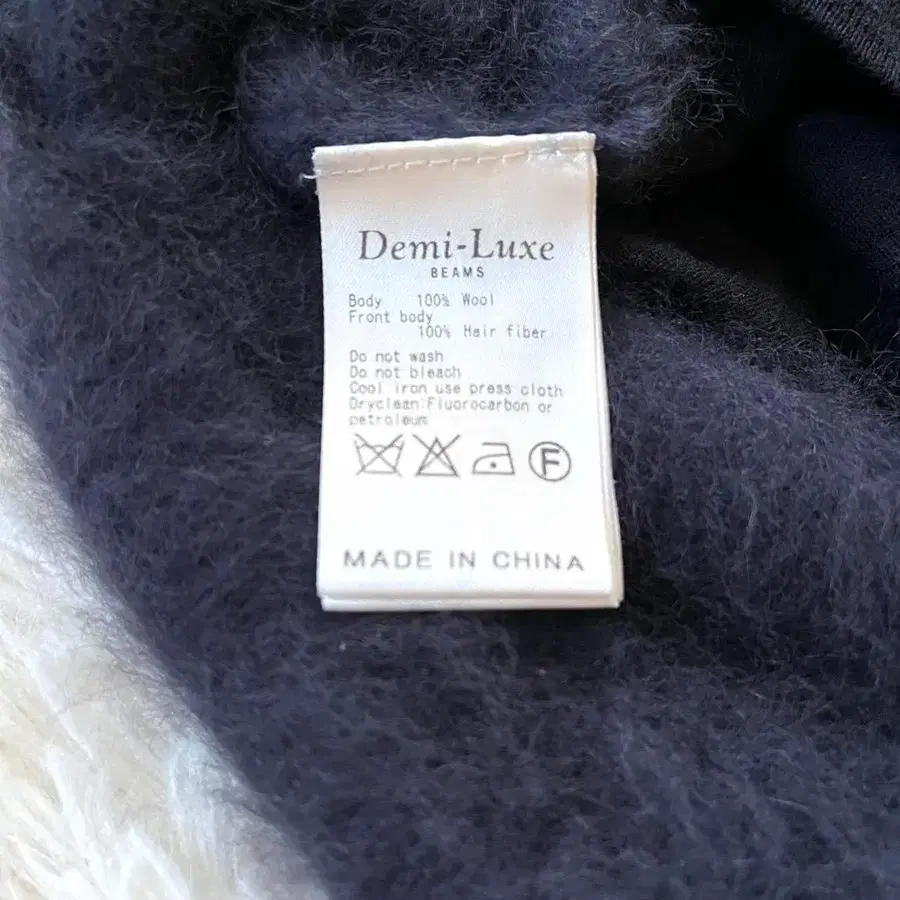 Demi-Luxe
BEAMS
Body 100% Wool
Front body
100% Hair fiber
Do not wash
Do not bleach
Cool iron use press cloth
Dryclean:Fluorocarbon or
petroleum
F
MADE IN CHINA